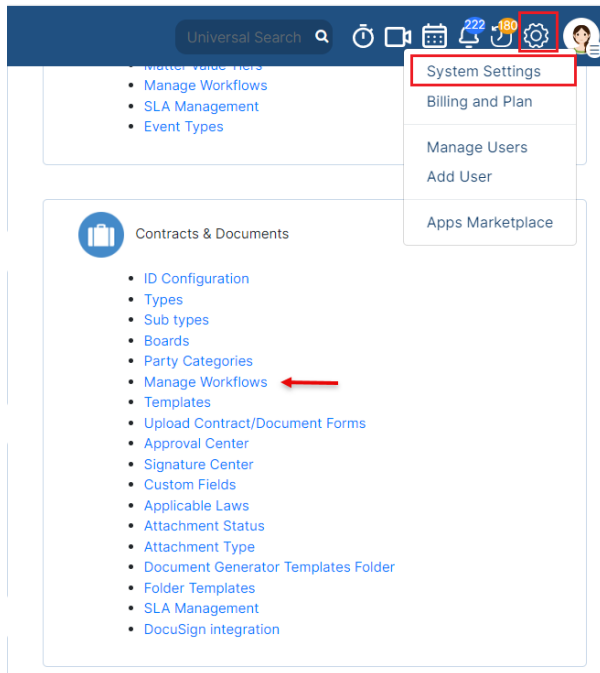 Universal Search
222
180
System Settings
Billing and Plan
Manage Users
Add User
Apps Marketplace
Matter Value Tiers
Manage Workflows
SLA Management
Event Types
Contracts & Documents
ID Configuration
Types
Sub types
Boards
Party Categories
Manage Workflows
Templates
Upload Contract/Document Forms
Approval Center
Signature Center
Custom Fields
Applicable Laws
Attachment Status
Attachment Type
Document Generator Templates Folder
Folder Templates
SLA Management
DocuSign integration